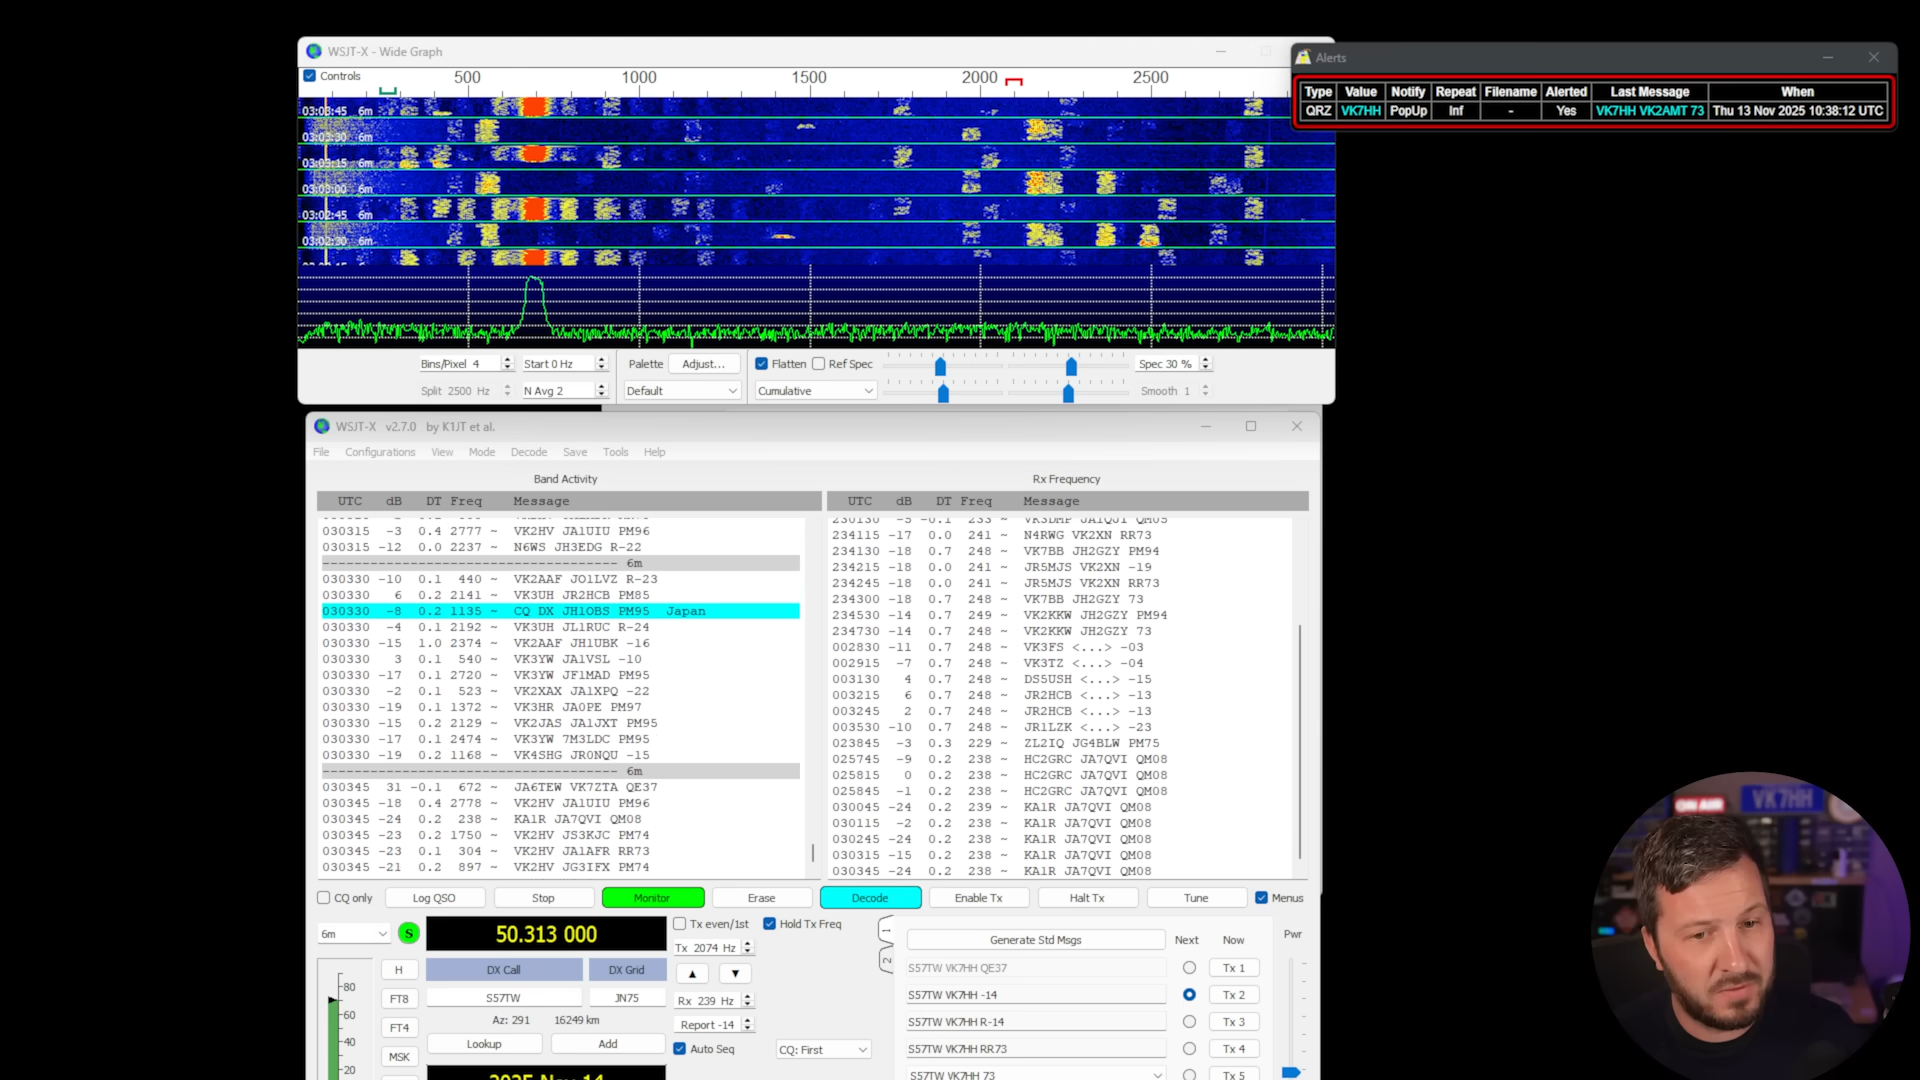 WSJT-X - Wide Graph
Controls
500 1000 1500 2000 2500
03:03:45 6m
03:03:30 6m
03:03:15 6m
03:03:00 6m
03:02:45 6m
03:02:30 6m
Bins/Pixel 4 Start 0 Hz Palette Adjust... Flatten Ref Spec Spec 30 %
Split 2500 Hz N Avg 2 Default Cumulative Smooth 1
Alerts
Type Value Notify Repeat Filename Alerted Last Message When
QRZ VK7HH PopUp Inf - Yes VK7HH VK2AMT 73 Thu 13 Nov 2025 10:38:12 UTC
WSJT-X v2.7.0 by K1JT et al.
File Configurations View Mode Decode Save Tools Help
Band Activity
UTC dB DT Freq Message
030315 -3 0.4 2777 ~ VK2HV JA1UIU PM96
030315 -12 0.0 2237 ~ N6WS JH3EDG R-22
------------------------------------ 6m
030330 -10 0.1 440 ~ VK2AAF JO1LVZ R-23
030330 6 0.2 2141 ~ VK3UH JR2HCB PM85
030330 -8 0.2 1135 ~ CQ DX JH1OBS PM95 Japan
030330 -4 0.1 2192 ~ VK3UH JL1RUC R-24
030330 -15 1.0 2374 ~ VK2AAF JH1UBK -16
030330 3 0.1 540 ~ VK3YW JA1VSL -10
030330 -17 0.1 2720 ~ VK3YW JF1MAD PM95
030330 -2 0.1 523 ~ VK2XAX JA1XPQ -22
030330 -19 0.1 1372 ~ VK3HR JA0PE PM97
030330 -15 0.2 2129 ~ VK2JAS JA1JXT PM95
030330 -17 0.1 2474 ~ VK3YW 7M3LDC PM95
030330 -19 0.2 1168 ~ VK4SHG JR0NQU -15
------------------------------------ 6m
030345 31 -0.1 672 ~ JA6TEW VK7ZTA QE37
030345 -18 0.4 2778 ~ VK2HV JA1UIU PM96
030345 -24 0.2 238 ~ KA1R JA7QVI QM08
030345 -23 0.2 1750 ~ VK2HV JS3KJC PM74
030345 -23 0.1 304 ~ VK2HV JA1AFR RR73
030345 -21 0.2 897 ~ VK2HV JG3IFX PM74
Rx Frequency
UTC dB DT Freq Message
230130 -5 -0.1 233 ~ VK3DMP JA1QJI QM05
234115 -17 0.0 241 ~ N4RWG VK2XN RR73
234130 -18 0.7 248 ~ VK7BB JH2GZY PM94
234215 -18 0.0 241 ~ JR5MJS VK2XN -19
234245 -18 0.0 241 ~ JR5MJS VK2XN RR73
234300 -18 0.7 248 ~ VK7BB JH2GZY 73
234530 -14 0.7 249 ~ VK2KKW JH2GZY PM94
234730 -14 0.7 248 ~ VK2KKW JH2GZY 73
002830 -11 0.7 248 ~ VK3FS <...> -03
002915 -7 0.7 248 ~ VK3TZ <...> -04
003130 4 0.7 248 ~ DS5USH <...> -15
003215 6 0.7 248 ~ JR2HCB <...> -13
003245 2 0.7 248 ~ JR2HCB <...> -13
003530 -10 0.7 248 ~ JR1LZK <...> -23
023845 -3 0.3 229 ~ ZL2IQ JG4BLW PM75
025745 -9 0.2 238 ~ HC2GRC JA7QVI QM08
025815 0 0.2 238 ~ HC2GRC JA7QVI QM08
025845 -1 0.2 238 ~ HC2GRC JA7QVI QM08
030045 -24 0.2 239 ~ KA1R JA7QVI QM08
030115 -2 0.2 238 ~ KA1R JA7QVI QM08
030245 -24 0.2 238 ~ KA1R JA7QVI QM08
030315 -15 0.2 238 ~ KA1R JA7QVI QM08
030345 -24 0.2 238 ~ KA1R JA7QVI QM08
CQ only Log QSO Stop Monitor Erase Decode Enable Tx Halt Tx Tune Menus
6m S 50.313 000 Tx even/1st Hold Tx Freq
Tx 2074 Hz
H DX Call DX Grid
FT8 S57TW JN75 Rx 239 Hz
Az: 291 16249 km Report -14
FT4 Lookup Add Auto Seq CQ: First
MSK
2025 Nov 14
-80
-60
-40
-20
1
2
Generate Std Msgs Next Now Pwr
S57TW VK7HH QE37 Tx 1
S57TW VK7HH -14 Tx 2
S57TW VK7HH R-14 Tx 3
S57TW VK7HH RR73 Tx 4
S57TW VK7HH 73 Tx 5
ON AIR
VK7HH